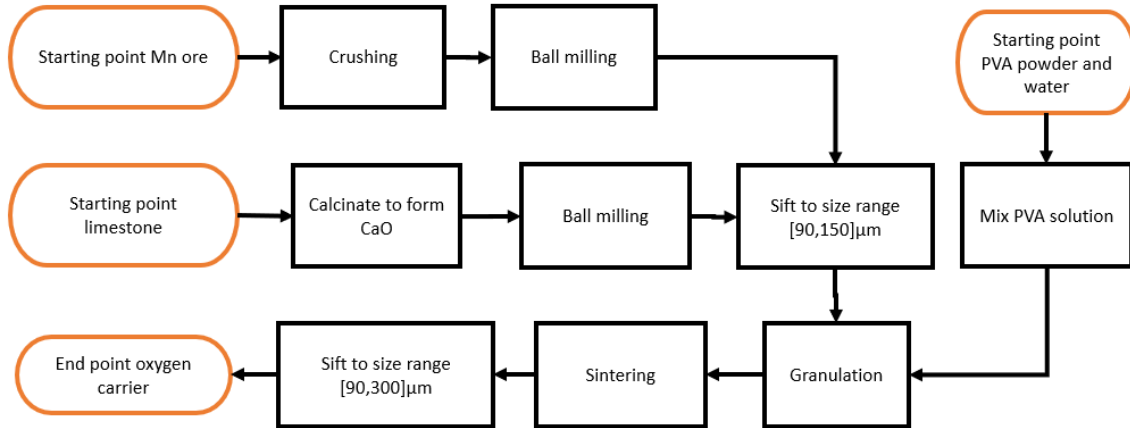 Starting point Mn ore
Crushing
Ball milling
Starting point
PVA powder and
water
Starting point
limestone
Calcinate to form
CaO
Ball milling
Sift to size range
[90,150]µm
Mix PVA solution
End point oxygen
carrier
Sift to size range
[90,300]µm
Sintering
Granulation